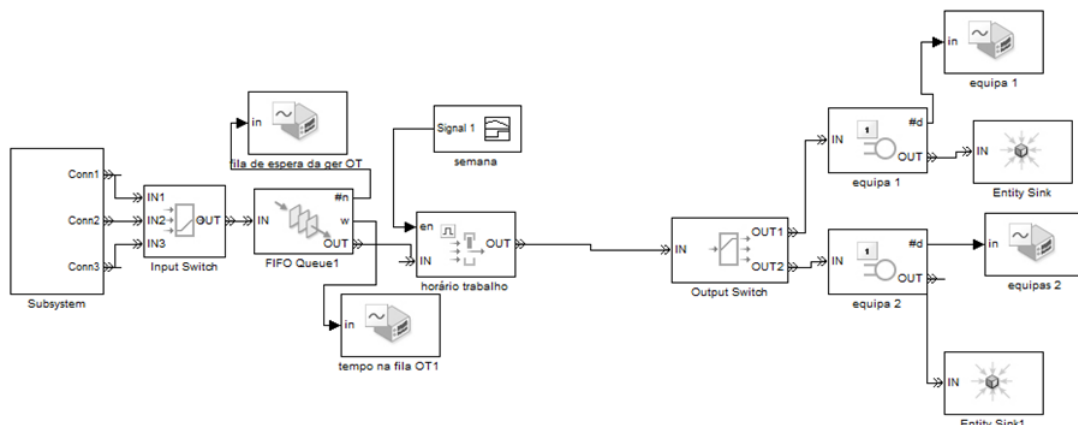 Conn1
Conn2
Conn3
Subsystem
IN1
IN2
IN3
OUT
Input Switch
in
fila de espera da ger OT
IN
#n
w
OUT
FIFO Queue1
in
tempo na fila OT1
Signal 1
semana
en
IN
OUT
horário trabalho
IN
OUT1
OUT2
Output Switch
in
equipa 1
IN
1
#d
OUT
equipa 1
IN
Entity Sink
IN
1
#d
OUT
equipa 2
in
equipas 2
IN
Entity Sink1